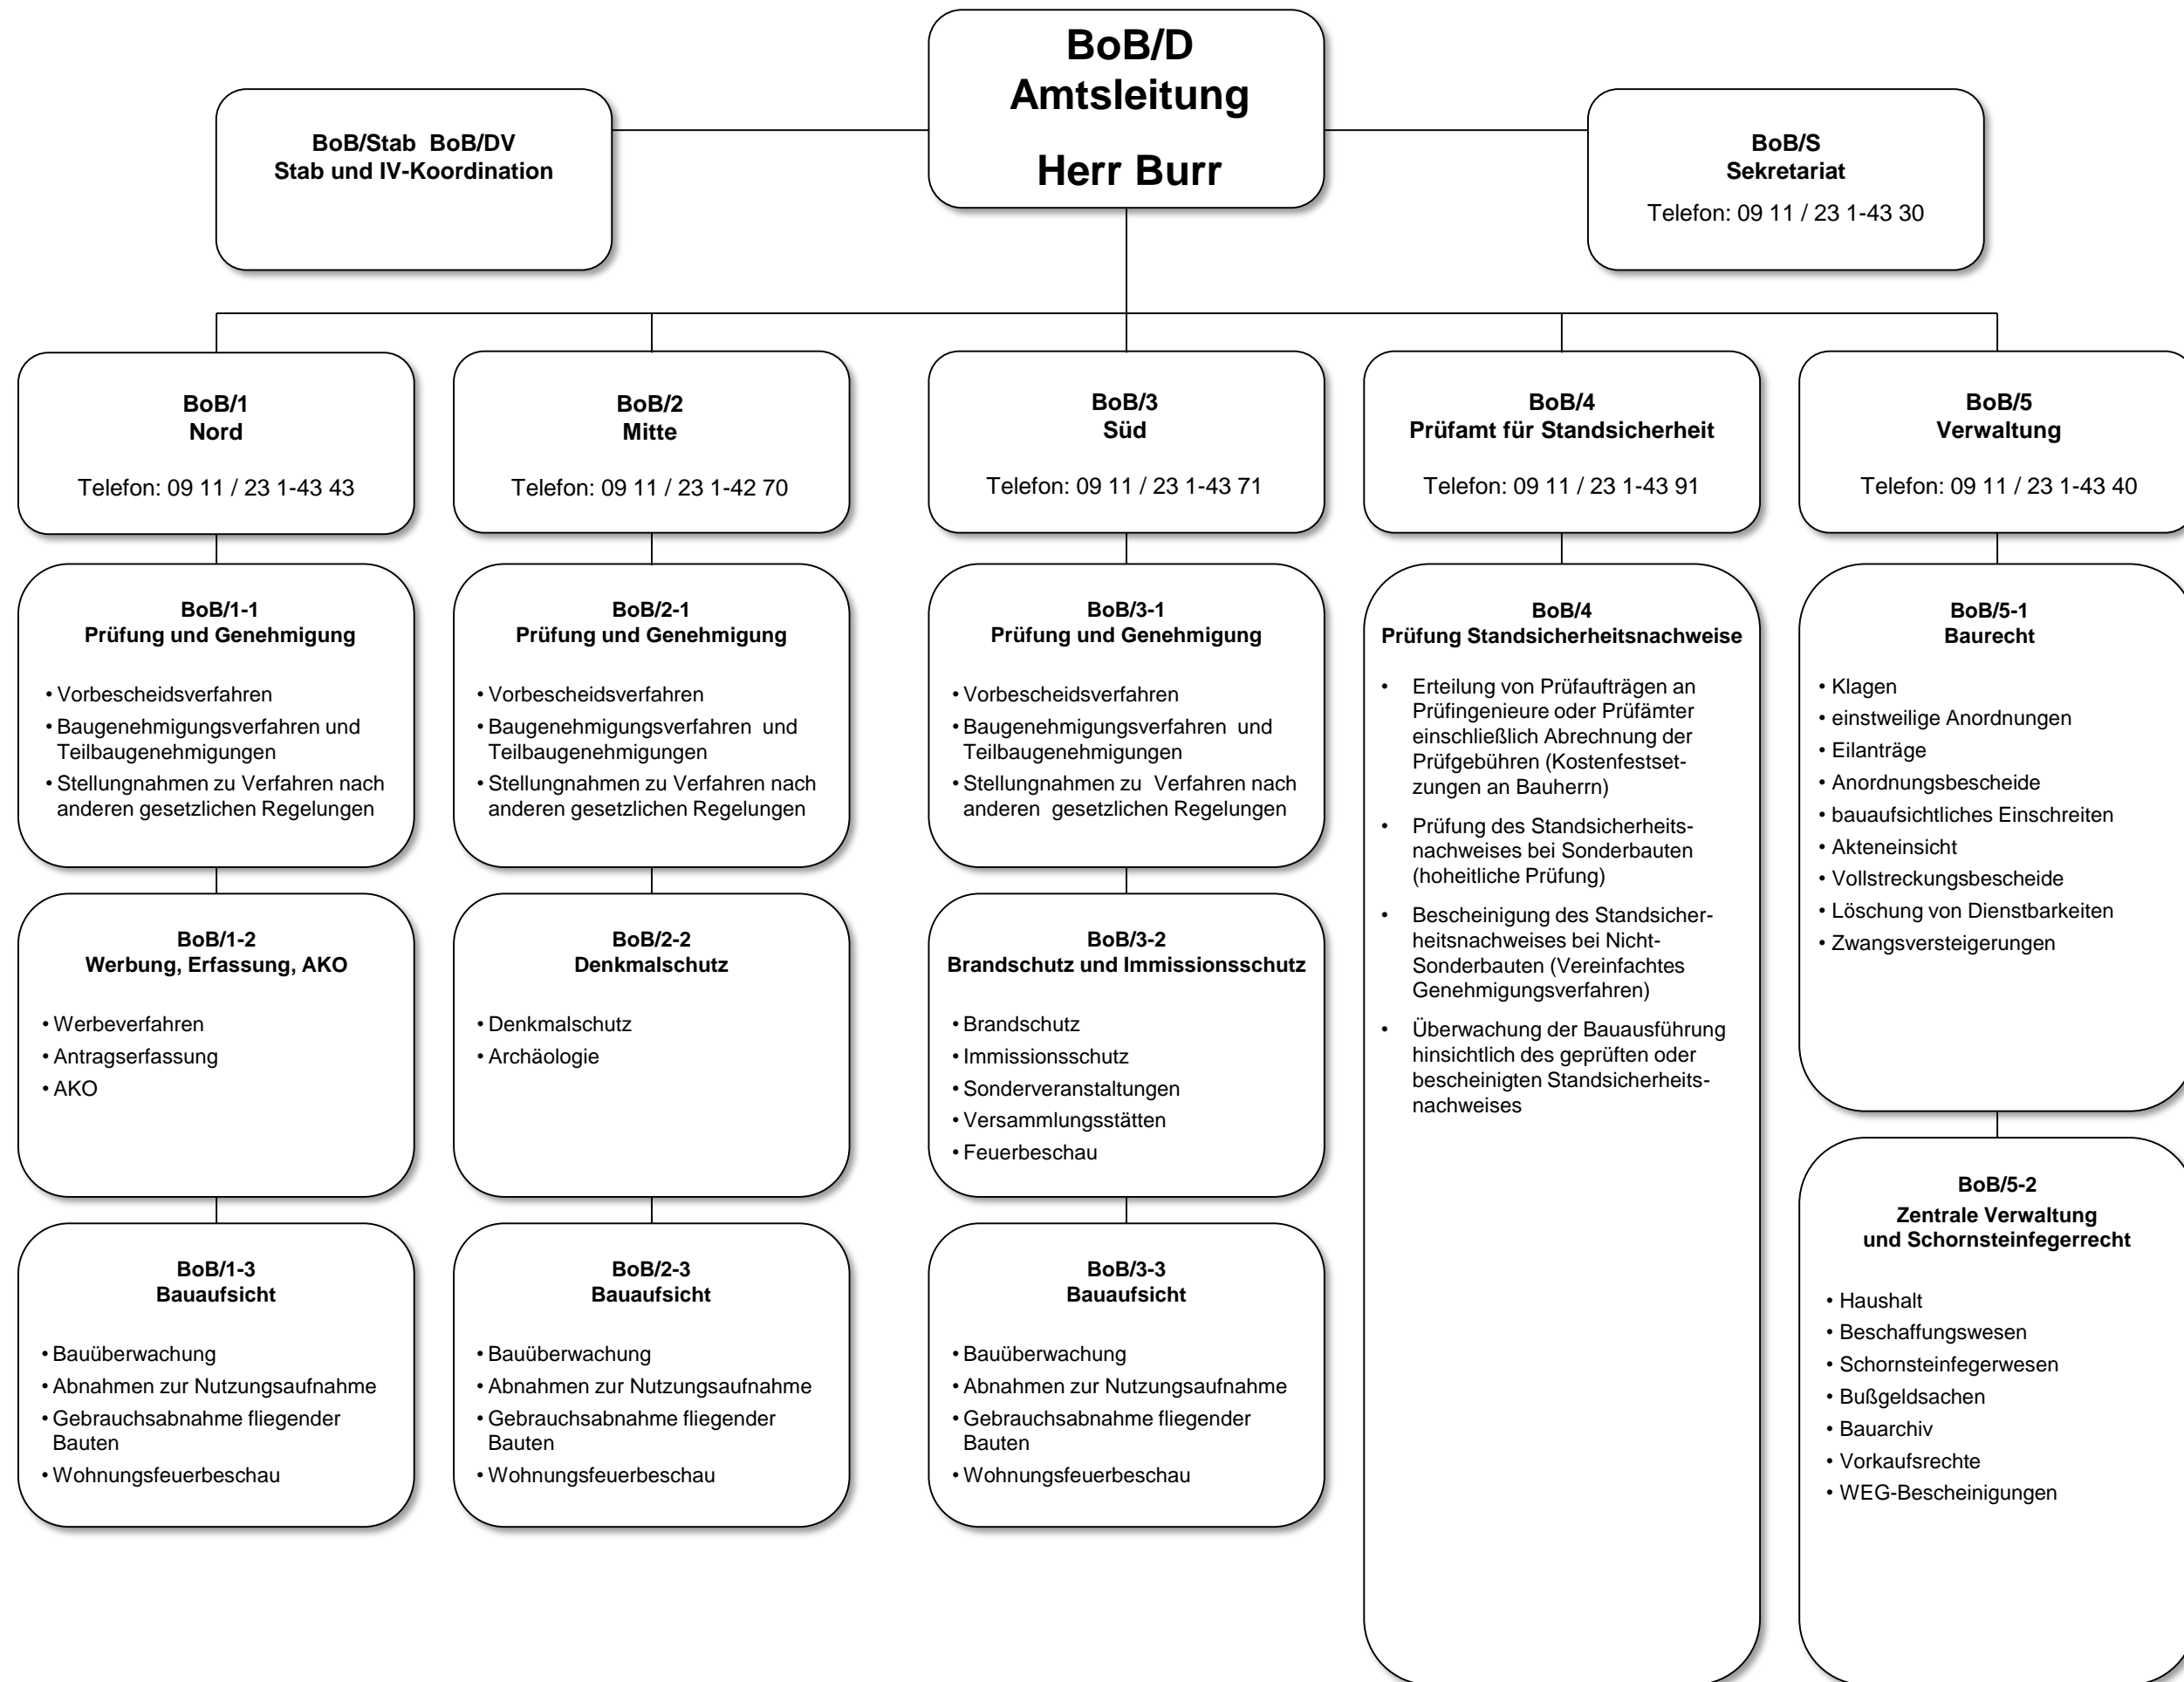 BoB/D
Amtsleitung
Herr Burr
BoB/Stab  BoB/DV
Stab und IV-Koordination
BoB/S
Sekretariat
Telefon: 09 11 / 23 1-43 30
BoB/1
Nord
Telefon: 09 11 / 23 1-43 43
BoB/2
Mitte
Telefon: 09 11 / 23 1-42 70
BoB/3
Süd
Telefon: 09 11 / 23 1-43 71
BoB/4
Prüfamt für Standsicherheit
Telefon: 09 11 / 23 1-43 91
BoB/5
Verwaltung
Telefon: 09 11 / 23 1-43 40
BoB/1-1
Prüfung und Genehmigung
• Vorbescheidsverfahren
• Baugenehmigungsverfahren und
Teilbaugenehmigungen
• Stellungnahmen zu Verfahren nach
anderen gesetzlichen Regelungen
BoB/2-1
Prüfung und Genehmigung
• Vorbescheidsverfahren
• Baugenehmigungsverfahren  und
Teilbaugenehmigungen
• Stellungnahmen zu Verfahren nach
anderen gesetzlichen Regelungen
BoB/3-1
Prüfung und Genehmigung
• Vorbescheidsverfahren
• Baugenehmigungsverfahren  und
Teilbaugenehmigungen
• Stellungnahmen zu  Verfahren nach
anderen  gesetzlichen Regelungen
BoB/4
Prüfung Standsicherheitsnachweise
• Erteilung von Prüfaufträgen an
Prüfingenieure oder Prüfämter
einschließlich Abrechnung der
Prüfgebühren (Kostenfestset-
zungen an Bauherrn)
• Prüfung des Standsicherheits-
nachweises bei Sonderbauten
(hoheitliche Prüfung)
• Bescheinigung des Standsicher-
heitsnachweises bei Nicht-
Sonderbauten (Vereinfachtes
Genehmigungsverfahren)
• Überwachung der Bauausführung
hinsichtlich des geprüften oder
bescheinigten Standsicherheits-
nachweises
BoB/5-1
Baurecht
• Klagen
• einstweilige Anordnungen
• Eilanträge
• Anordnungsbescheide
• bauaufsichtliches Einschreiten
• Akteneinsicht
• Vollstreckungsbescheide
• Löschung von Dienstbarkeiten
• Zwangsversteigerungen
BoB/1-2
Werbung, Erfassung, AKO
• Werbeverfahren
• Antragserfassung
• AKO
BoB/2-2
Denkmalschutz
• Denkmalschutz
• Archäologie
BoB/3-2
Brandschutz und Immissionsschutz
• Brandschutz
• Immissionsschutz
• Sonderveranstaltungen
• Versammlungsstätten
• Feuerbeschau
BoB/5-2
Zentrale Verwaltung
und Schornsteinfegerrecht
• Haushalt
• Beschaffungswesen
• Schornsteinfegerwesen
• Bußgeldsachen
• Bauarchiv
• Vorkaufsrechte
• WEG-Bescheinigungen
BoB/1-3
Bauaufsicht
• Bauüberwachung
• Abnahmen zur Nutzungsaufnahme
• Gebrauchsabnahme fliegender
Bauten
• Wohnungsfeuerbeschau
BoB/2-3
Bauaufsicht
• Bauüberwachung
• Abnahmen zur Nutzungsaufnahme
• Gebrauchsabnahme fliegender
Bauten
• Wohnungsfeuerbeschau
BoB/3-3
Bauaufsicht
• Bauüberwachung
• Abnahmen zur Nutzungsaufnahme
• Gebrauchsabnahme fliegender
Bauten
• Wohnungsfeuerbeschau